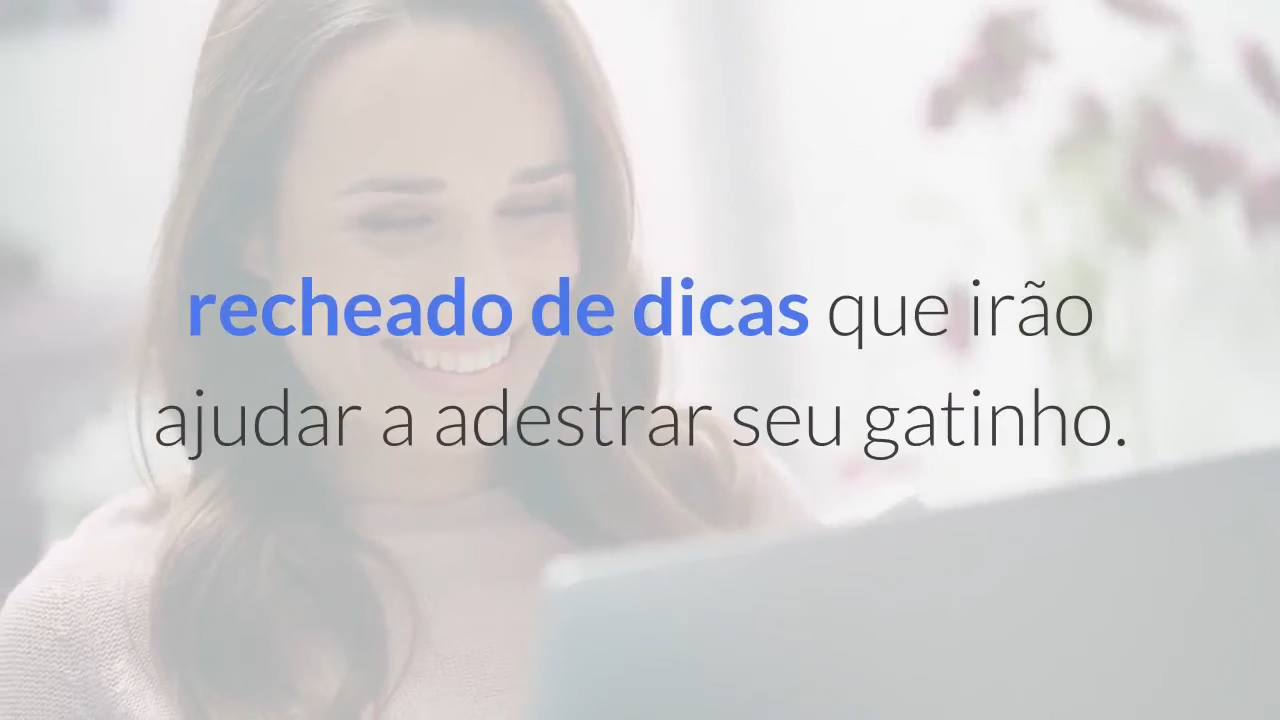 recheado de dicas que irão
ajudar a adestrar seu gatinho.